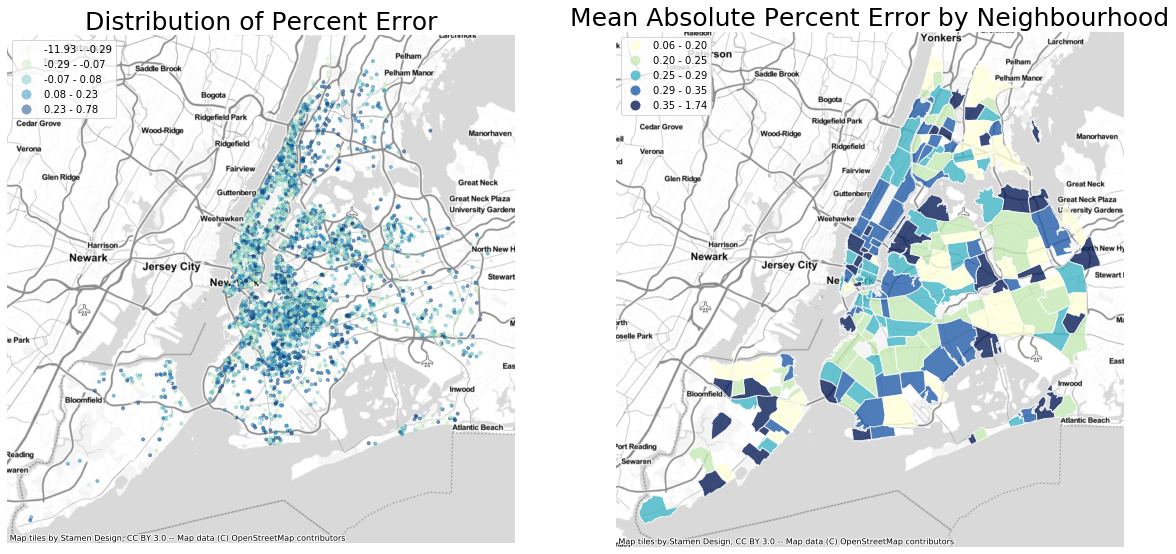 Distribution of Percent Error
-11.93 - -0.29
-0.29 - -0.07
-0.07 - 0.08
0.08 - 0.23
0.23 - 0.78
Larchmont
Pelham
Pelham Manor
Saddle Brook
Bogota
Cedar Grove
Wood-Ridge
Ridgefield Park
Manorhaven
Verona
Ridgefield
Glen Ridge
Fairview
Great Neck
Guttenberg
Great Neck Plaza
University Gardens
Weehawken
Harrison
North New H
Newark
Jersey City
Stewart
New
e Park
East
Inwood
Bloomfield
Atlantic Beach
Reading
waren
Map tiles by Stamen Design, CC BY 3.0 -- Map data (C) OpenStreetMap contributors
Mean Absolute Percent Error by Neighbourhood
0.06 - 0.20
0.20 - 0.25
0.25 - 0.29
0.29 - 0.35
0.35 - 1.74
Haledon
Yonkers
Larchmont
Paterson
Pelham
Pelham Manor
Saddle Brook
Bogota
Cedar Grove
Wood-Ridge
Ridgefield Park
Manorhaven
ell
Verona
Ridgefield
nd
Glen Ridge
Fairview
Great Neck
Guttenberg
Great Neck Plaza
University Gardens
Weehawken
Harrison
North New Hy
Newark
Jersey City
Stewart
New
orth
oselle Park
East
Inwood
Bloomfield
Atlantic Beach
Port Reading
Sewaren
Map tiles by Stamen Design, CC BY 3.0 -- Map data (C) OpenStreetMap contributors